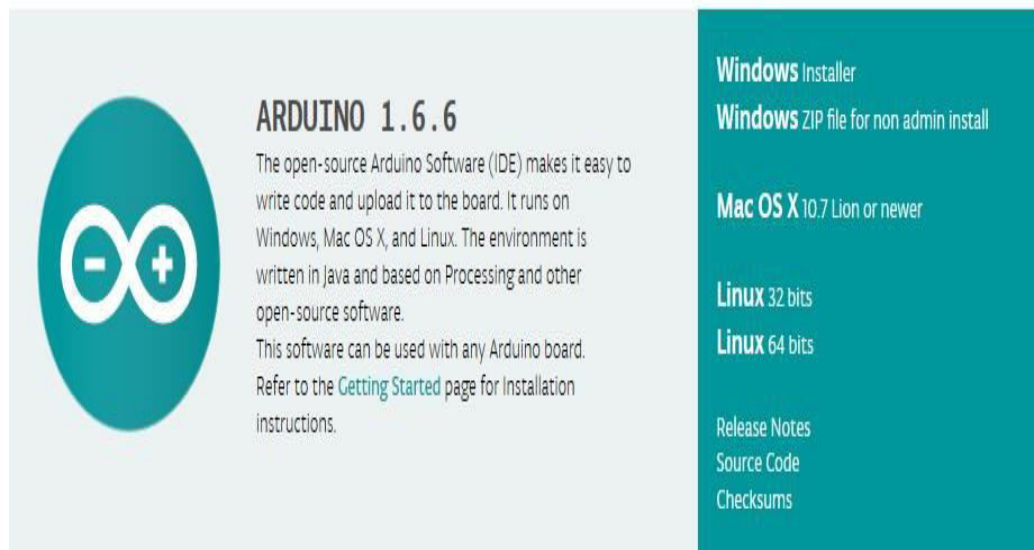 ARDUINO 1.6.6
The open-source Arduino Software (IDE) makes it easy to
write code and upload it to the board. It runs on
Windows, Mac OS X, and Linux. The environment is
written in Java and based on Processing and other
open-source software.
This software can be used with any Arduino board.
Refer to the Getting Started page for Installation
instructions.
Windows Installer
Windows ZIP file for non admin install
Mac OS X 10.7 Lion or newer
Linux 32 bits
Linux 64 bits
Release Notes
Source Code
Checksums